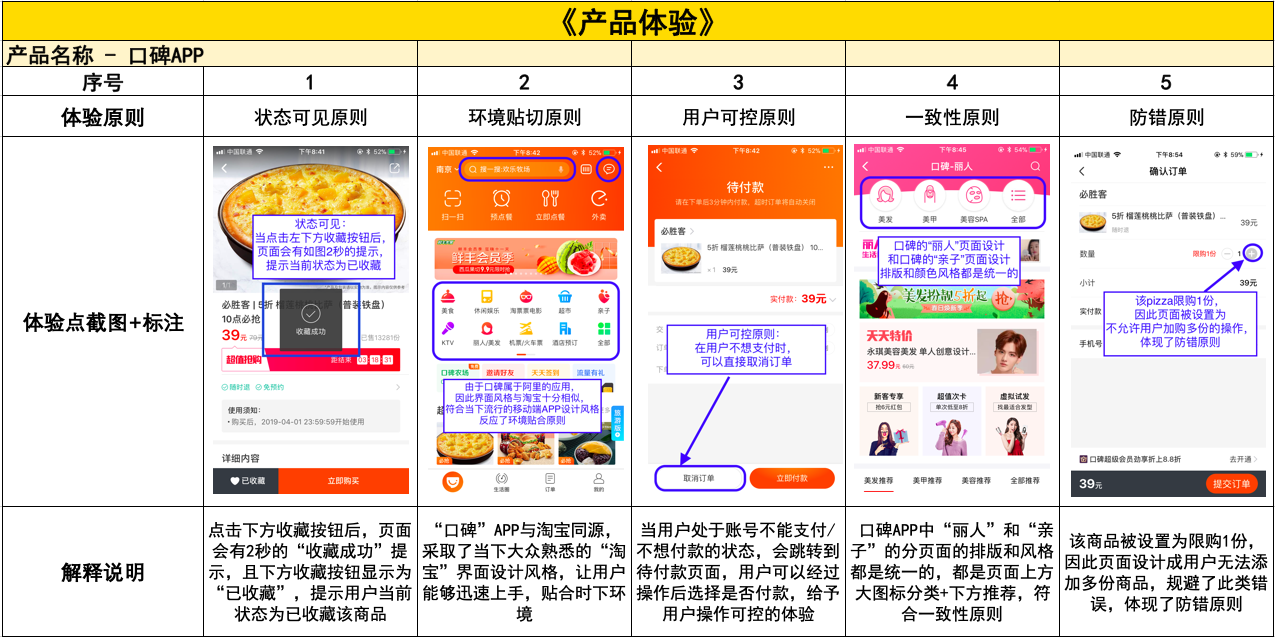 《产品体验》
产品名称 - 口碑APP
序号
1
2
3
4
5
体验原则
状态可见原则
环境贴切原则
用户可控原则
一致性原则
防错原则
体验点截图+标注
中国联通
下午8:41
52%
状态可见：
当点击左下方收藏按钮后，
页面会有如图2秒的提示，
提示当前状态为已收藏
1/1
必胜客 | 5折 榴莲桃桃比萨（普装铁盘）
10点必抢
39元
收藏成功
已售13281份
超值抢购
距结束 03:18:31
随时退
免预约
使用须知：
• 购买后，2019-04-01 23:59:59开始使用
详细内容
已收藏
立即购买
中国联通
下午8:42
52%
南京
搜一搜:欢乐牧场
扫一扫
预点餐
立即点餐
外卖
鲜丰会员季
西瓜果切9.9元限时抢
美食
休闲娱乐
淘票票电影
超市
亲子
KTV
丽人/美发
机票/火车票
酒店预订
全部
口碑农场
邀请好友
天天签到
流量有礼
由于口碑属于阿里的应用，
因此界面风格与淘宝十分相似，
符合当下流行的移动端APP设计风格
反应了环境贴合原则
必抢
必抢
必抢
生活圈
订单
我的
中国联通
下午8:42
52%
待付款
请在下单后3分钟内付款，超时订单将自动关闭
必胜客
5折 榴莲桃桃比萨（普装铁盘）10...
×1 39元
实付款：39元
用户可控原则：
在用户不想支付时，
可以直接取消订单
取消订单
立即付款
中国联通
下午8:45
54%
口碑-丽人
美发
美甲
美容SPA
全部
口碑的“丽人”页面设计
和口碑的“亲子”页面设计
排版和颜色风格都是统一的
美发扮靓5折起
抢
天天特价
永琪美容美发 单人创意设计...
37.99元
新客专享
抢6元红包
超值次卡
单次低至8折
虚拟试发
找最适合发型
美发推荐
美甲推荐
美容推荐
全部推荐
中国联通
下午8:54
59%
确认订单
必胜客
5折 榴莲桃桃比萨（普装铁盘）...
39元
随时退
数量
限购1份
1
小计
39元
实付款
该pizza限购1份，
因此页面被设置为
不允许用户加购多份的操作，
体现了防错原则
手机号
口碑超级会员劲享折上8.8折
去开通
39元
提交订单
解释说明
点击下方收藏按钮后，页面
会有2秒的“收藏成功”提
示，且下方收藏按钮显示为
“已收藏”，提示用户当前
状态为已收藏该商品
“口碑”APP与淘宝同源，
采取了当下大众熟悉的“淘
宝”界面设计风格，让用户
能够迅速上手，贴合时下环
境
当用户处于账号不能支付/
不想付款的状态，会跳转到
待付款页面，用户可以经过
操作后选择是否付款，给予
用户操作可控的体验
口碑APP中“丽人”和“亲
子”的分页面的排版和风格
都是统一的，都是页面上方
大图标分类+下方推荐，符
合一致性原则
该商品被设置为限购1份，
因此页面设计成用户无法添
加多份商品，规避了此类错
误，体现了防错原则